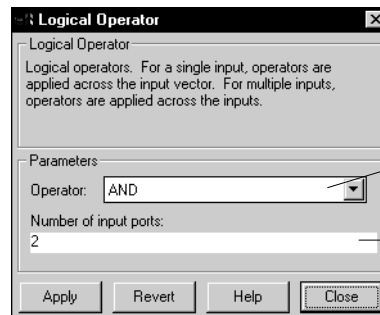 Logical Operator
Logical Operator
Logical operators. For a single input, operators are
applied across the input vector. For multiple inputs,
operators are applied across the inputs.
Parameters
Operator: AND
Number of input ports:
2
Apply Revert Help Close